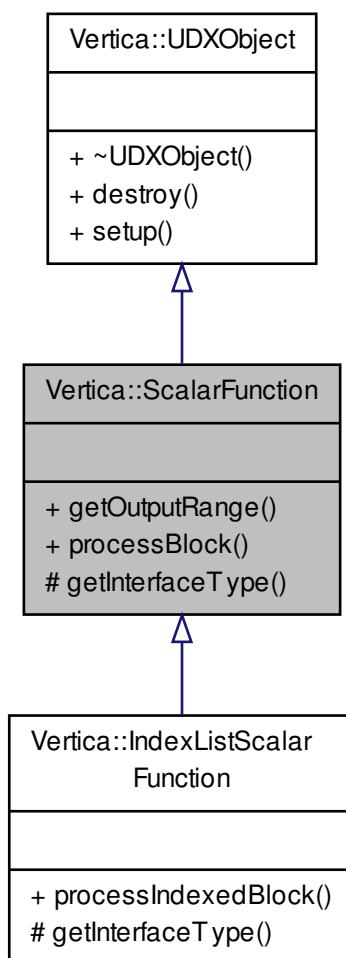 Vertica::UDXObject
+ ~UDXObject()
+ destroy()
+ setup()
Vertica::ScalarFunction
+ getOutputRange()
+ processBlock()
# getInterfaceType()
Vertica::IndexListScalar
Function
+ processIndexedBlock()
# getInterfaceType()